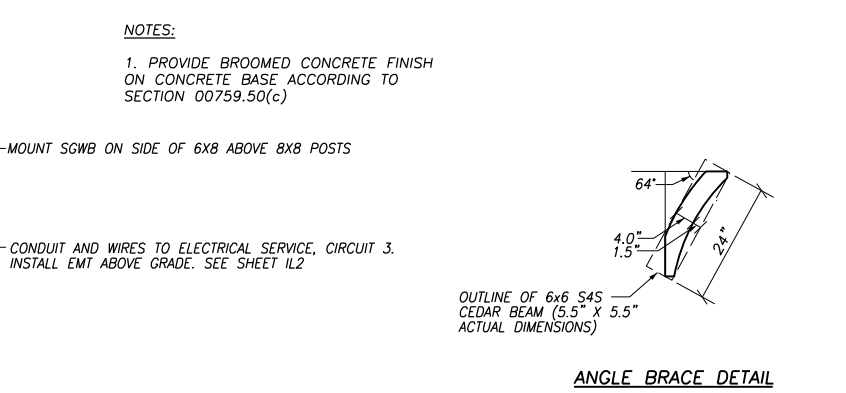 NOTES:
1. PROVIDE BROOMED CONCRETE FINISH
ON CONCRETE BASE ACCORDING TO
SECTION 00759.50(c)
MOUNT SGWB ON SIDE OF 6X8 ABOVE 8X8 POSTS
CONDUIT AND WIRES TO ELECTRICAL SERVICE, CIRCUIT 3.
INSTALL EMT ABOVE GRADE. SEE SHEET IL2
64°
4.0"
1.5"
24"
OUTLINE OF 6x6 S4S
CEDAR BEAM (5.5" X 5.5"
ACTUAL DIMENSIONS)
ANGLE BRACE DETAIL